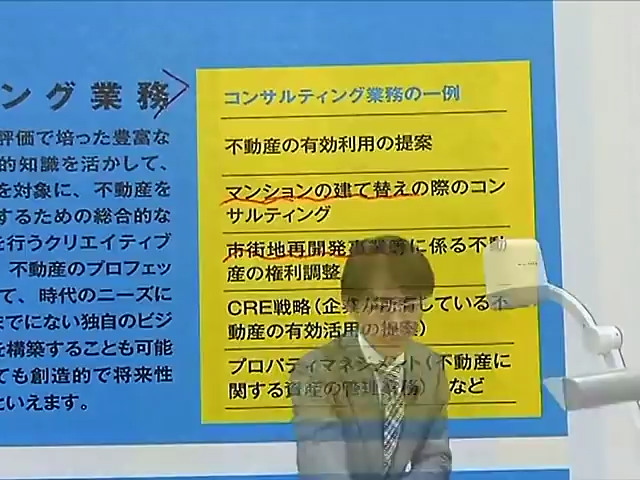 ング業務
評価で培った豊富な
的知識を活かして、
を対象に、不動産を
するための総合的な
を行うクリエイティブ
不動産のプロフェッ
て、時代のニーズに
までにない独自のビジ
を構築することも可能
ても創造的で将来性
といえます。
コンサルティング業務の一例
不動産の有効利用の提案
マンションの建て替えの際のコン
サルティング
市街地再開発事業等に係る不動
産の権利調整
CRE戦略(企業が所有している不
動産の有効活用の提案)
プロパティマネジメント(不動産に
関する資産の管理業務)など